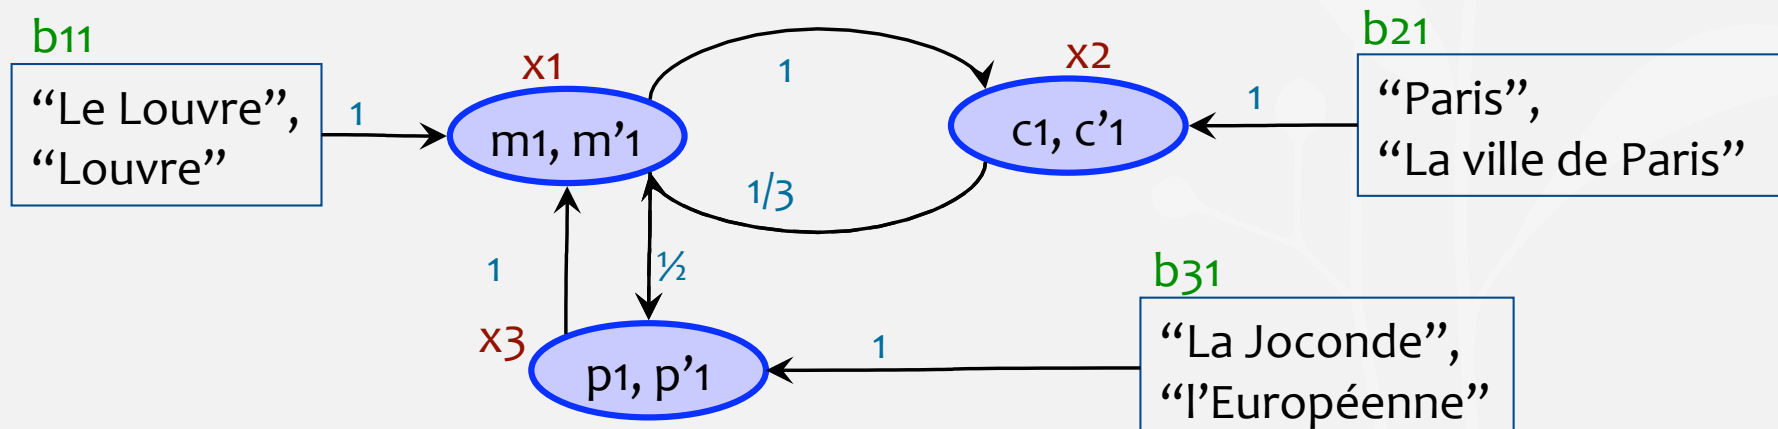 b11
“Le Louvre”,
“Louvre”
1
x1
m1, m’1
1
1/3
x2
c1, c’1
1
b21
“Paris”,
“La ville de Paris”
1
½
x3
p1, p’1
1
b31
“La Joconde”,
“l’Européenne”